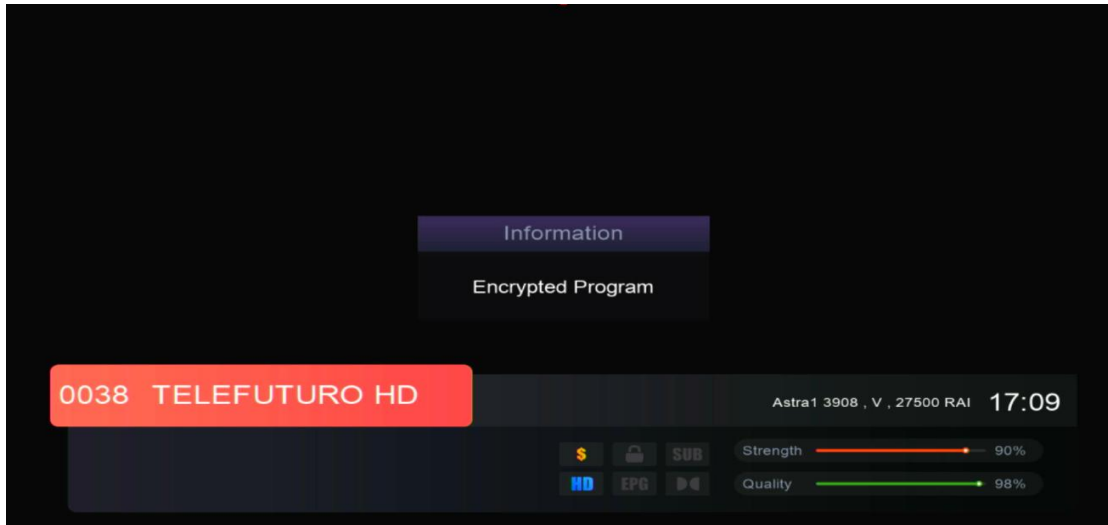 Information
Encrypted Program
0038 TELEFUTURO HD
Astra1 3908 , V , 27500 RAI 17:09
$ SUB Strength 90%
HD EPG Quality 98%